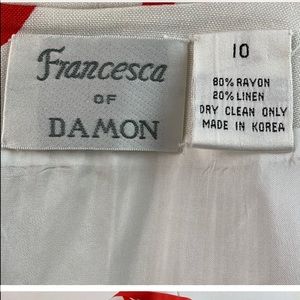 Francesca
OF
DAMON
10
80% RAYON
20% LINEN
DRY CLEAN ONLY
MADE IN KOREA